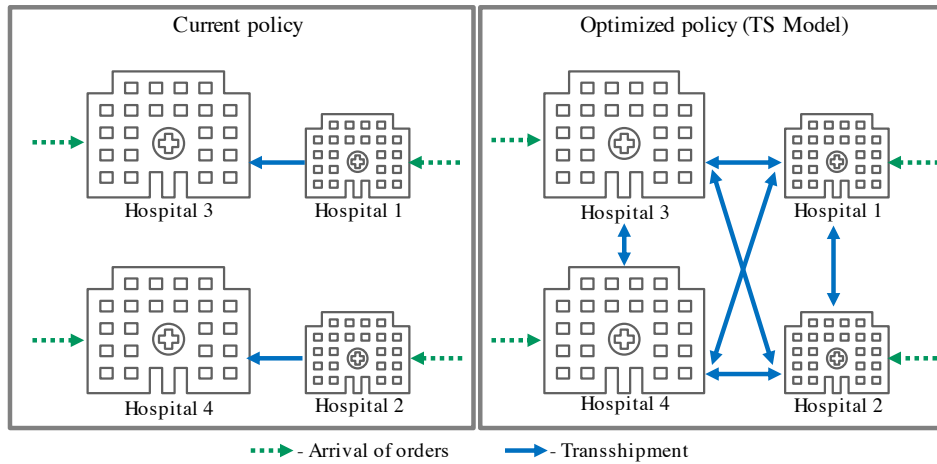 Current policy
Optimized policy (TS Model)
Hospital 3
Hospital 1
Hospital 4
Hospital 2
Hospital 3
Hospital 1
Hospital 4
Hospital 2
- Arrival of orders
- Transshipment